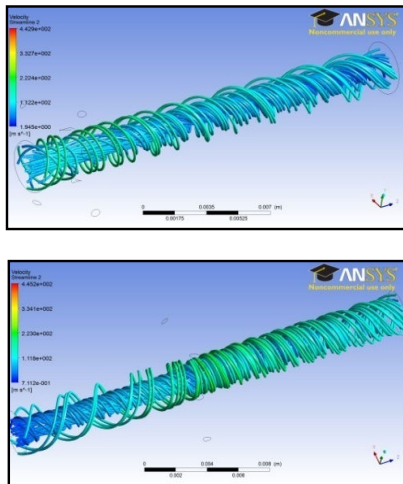 Velocity
Streamline 2
4.429e+002
3.327e+002
2.224e+002
1.122e+002
1.945e+000
[m s^-1]
ANSYS
Noncommercial use only
0 0.0035 0.007 (m)
0.00175 0.00525
Velocity
Streamline 2
4.452e+002
3.341e+002
2.230e+002
1.118e+002
7.112e-001
[m s^-1]
ANSYS
Noncommercial use only
0 0.004 0.008 (m)
0.002 0.006